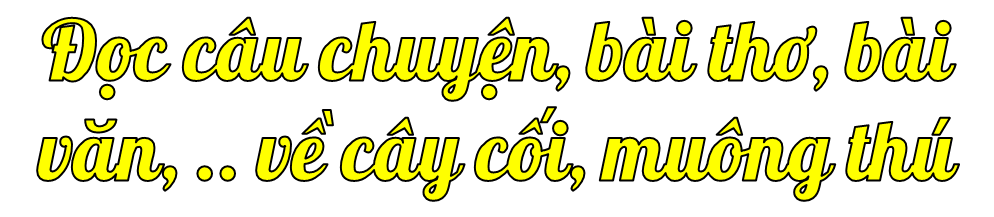 Đọc câu chuyện, bài thơ, bài
văn, .. về cây cối, muông thú